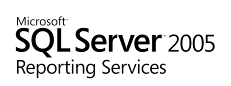 Microsoft
SQL Server 2005
Reporting Services